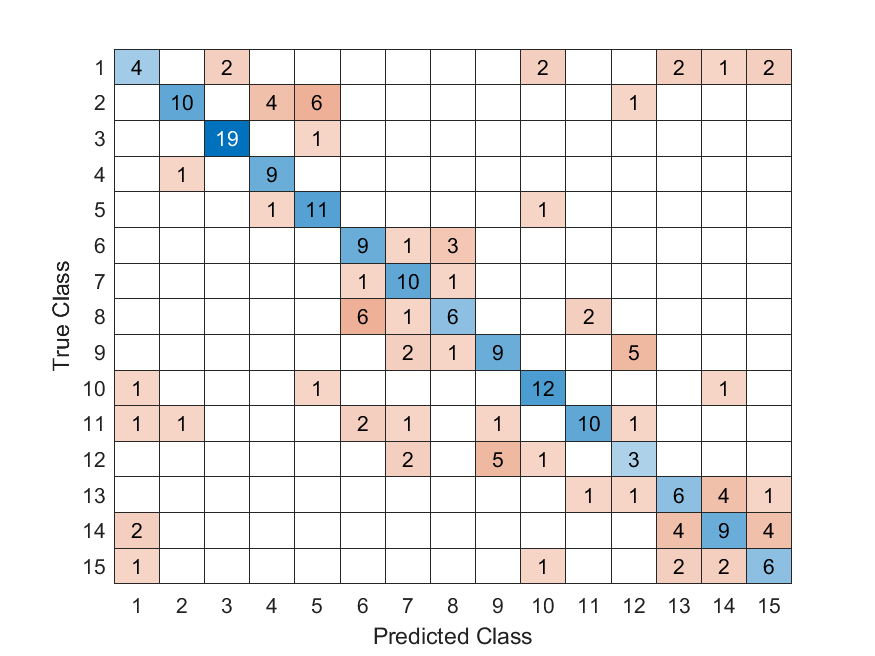 1 4 2 2 2 1 2
2 10 4 6 1
3 19 1
4 1 9
5 1 11 1
6 9 1 3
7 1 10 1
8 6 1 6 2
9 2 1 9 5
10 1 1 12 1
11 1 1 2 1 1 10 1
12 2 5 1 3
13 1 1 6 4 1
14 2 4 9 4
15 1 1 2 2 6
True Class
1 2 3 4 5 6 7 8 9 10 11 12 13 14 15
Predicted Class